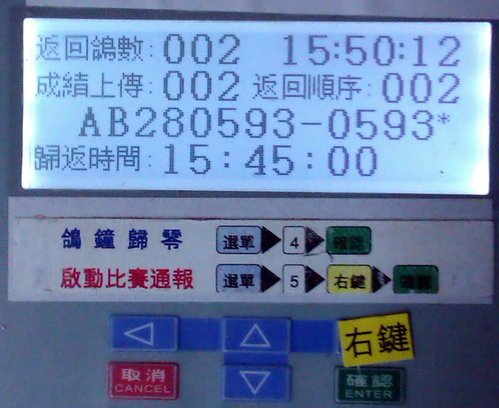 返回鴿數:002 15:50:12
成績上傳:002 返回順序:002
AB280593-0593*
歸返時間:15:45:00
鴿鐘歸零 選單 4 確認
啟動比賽通報 選單 5 右鍵 確認
右鍵
取消 確認
CANCEL ENTER